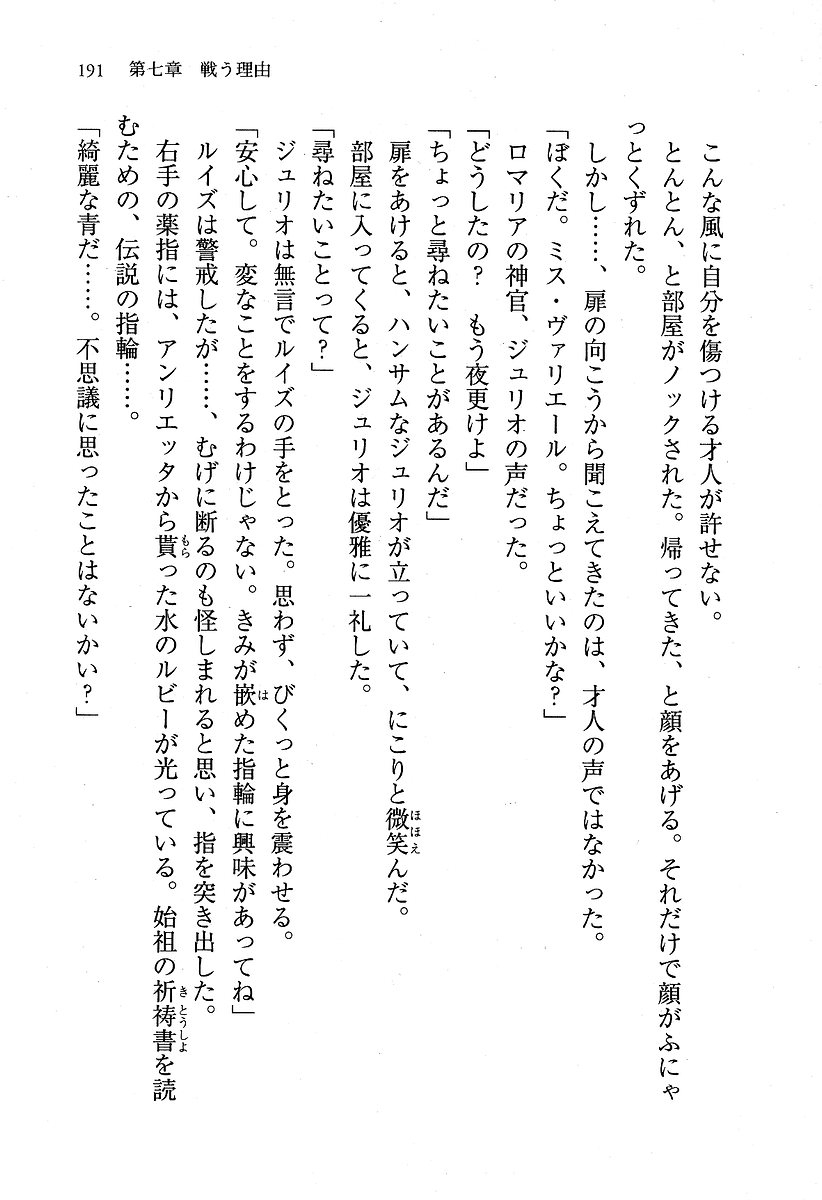 191　第七章　戦う理由
　こんな風に自分を傷つける才人が許せない。
　とんとん、と部屋がノックされた。帰ってきた、と顔をあげる。それだけで顔がふにゃ
っとくずれた。
　しかし……、扉の向こうから聞こえてきたのは、才人の声ではなかった。
「ぼくだ。ミス・ヴァリエール。ちょっといいかな？」
　ロマリアの神官、ジュリオの声だった。
「どうしたの？　もう夜更けよ」
「ちょっと尋ねたいことがあるんだ」
　扉をあけると、ハンサムなジュリオが立っていて、にこりと微笑んだ。
　部屋に入ってくると、ジュリオは優雅に一礼した。
「尋ねたいことって？」
　ジュリオは無言でルイズの手をとった。思わず、びくっと身を震わせる。
「安心して。変なことをするわけじゃない。きみが嵌めた指輪に興味があってね」
　ルイズは警戒したが……、むげに断るのも怪しまれると思い、指を突き出した。
　右手の薬指には、アンリエッタから貰った水のルビーが光っている。始祖の祈祷書を読
むための、伝説の指輪……。
「綺麗な青だ……。不思議に思ったことはないかい？」